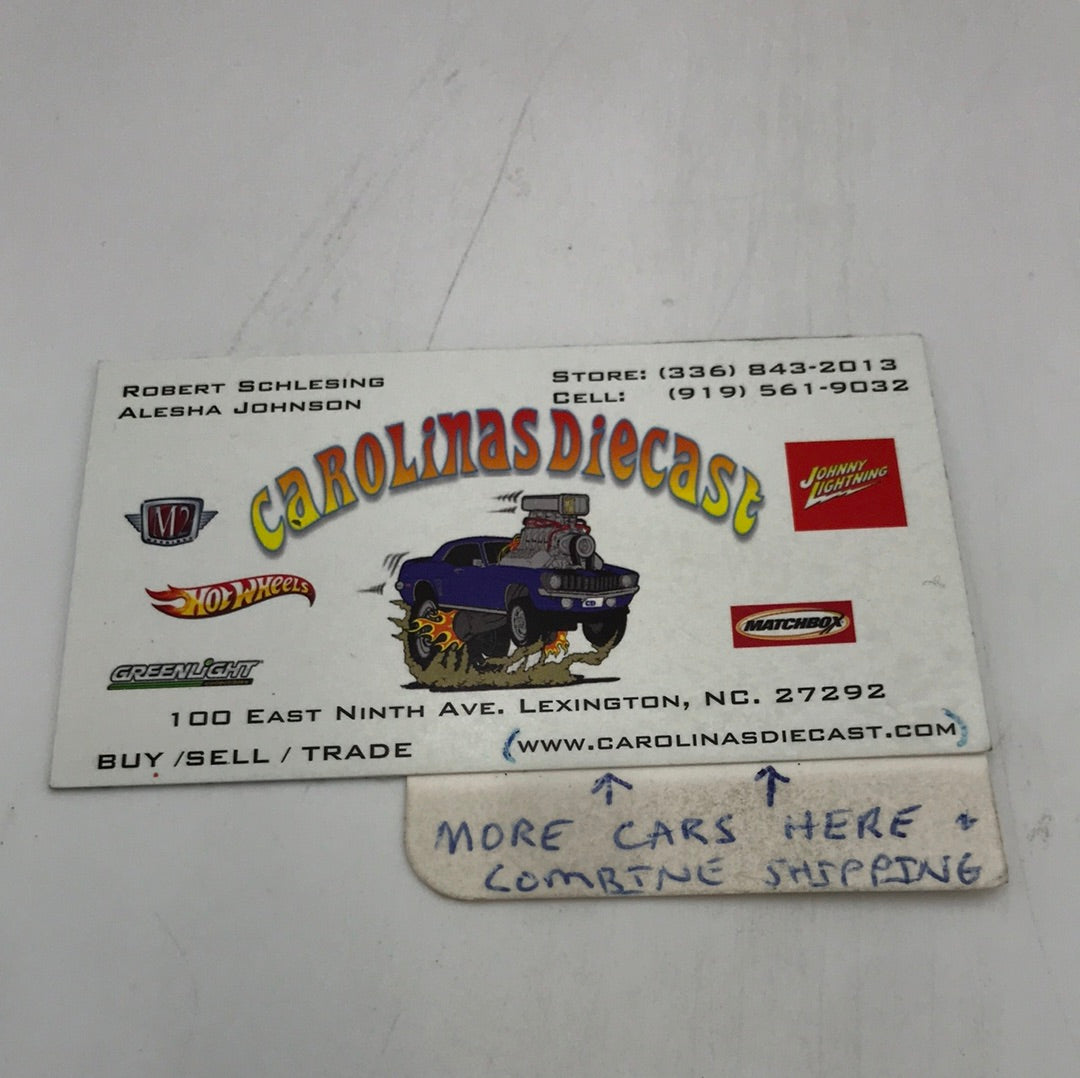 ROBERT SCHLESING
ALESHA JOHNSON
STORE: (336) 843-2013
CELL: (919) 561-9032
CAROLINAS DIECAST
M2
JOHNNY
LIGHTNING
HOT WHEELS
CD
MATCHBOX
GREENLIGHT
100 EAST NINTH AVE. LEXINGTON, NC. 27292
BUY /SELL / TRADE
(WWW.CAROLINASDIECAST.COM)
MORE CARS HERE +
COMBINE SHIPPING